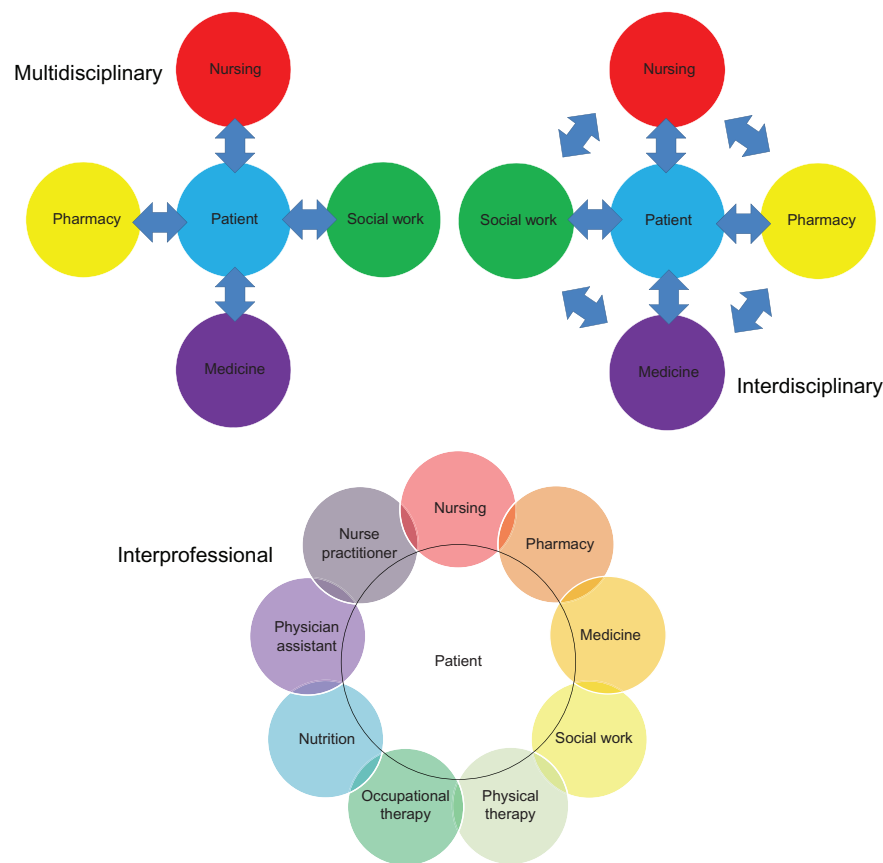 Multidisciplinary
Nursing
Pharmacy
Patient
Social work
Medicine
Nursing
Social work
Patient
Pharmacy
Medicine
Interdisciplinary
Interprofessional
Nursing
Nurse
practitioner
Pharmacy
Physician
assistant
Medicine
Patient
Nutrition
Social work
Occupational
therapy
Physical
therapy